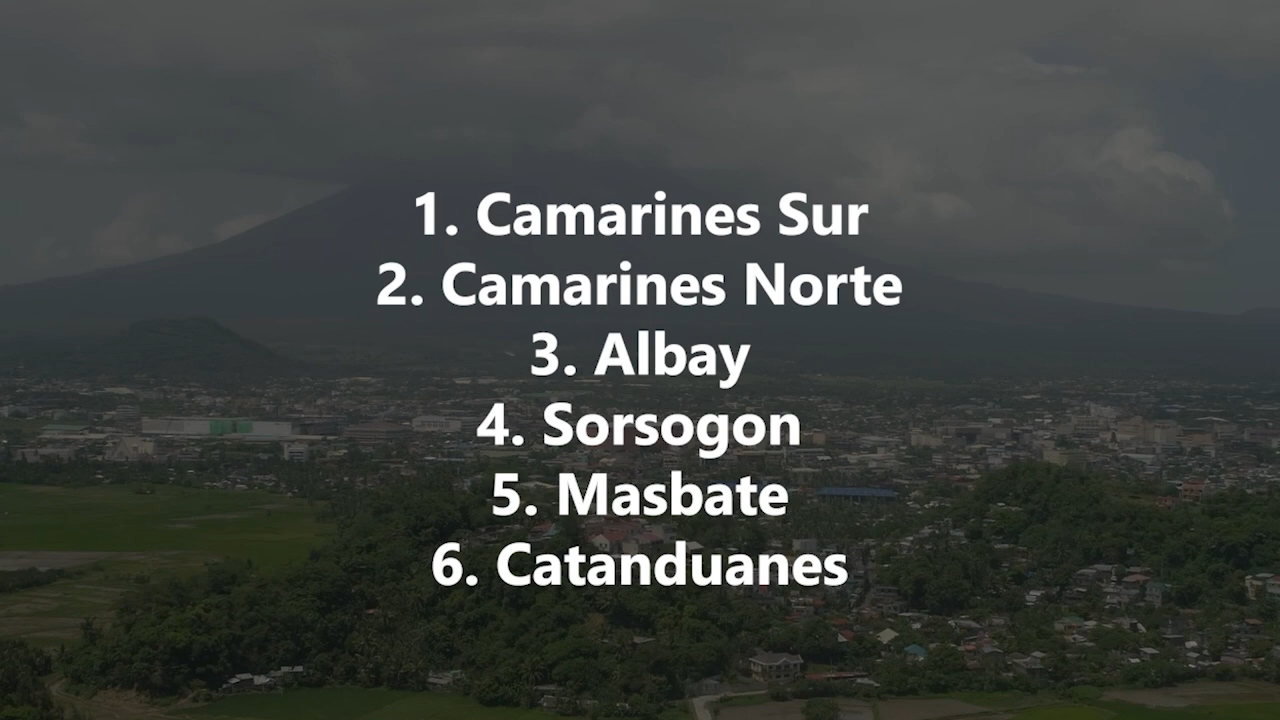 1. Camarines Sur
2. Camarines Norte
3. Albay
4. Sorsogon
5. Masbate
6. Catanduanes